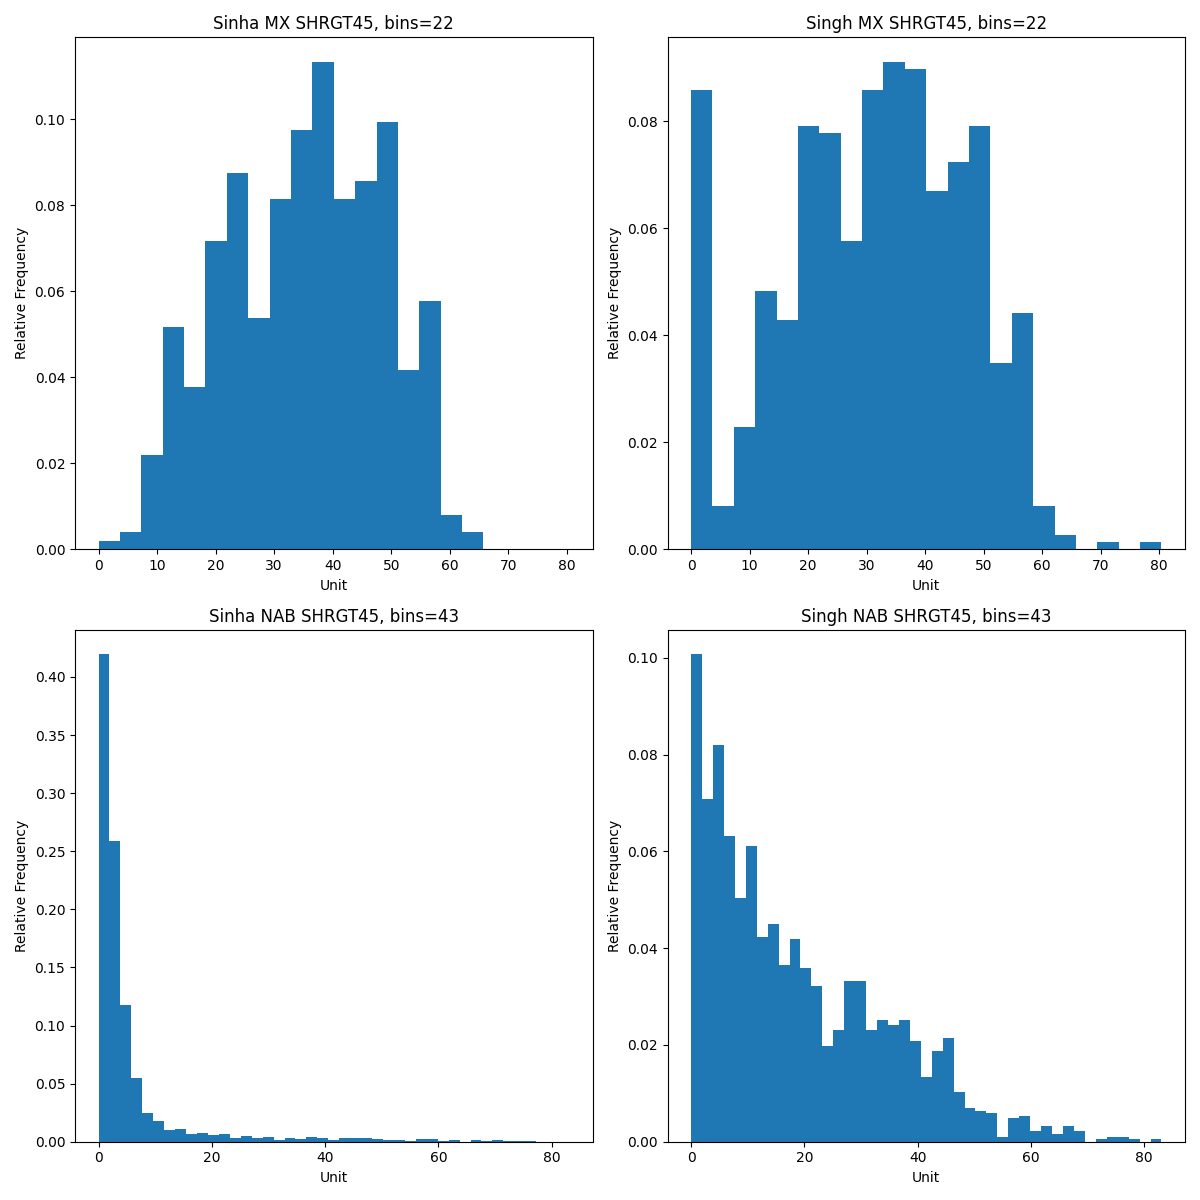 Sinha MX SHRGT45, bins=22
Relative Frequency
0.10
0.08
0.06
0.04
0.02
0.00
0 10 20 30 40 50 60 70 80
Unit
Singh MX SHRGT45, bins=22
Relative Frequency
0.08
0.06
0.04
0.02
0.00
0 10 20 30 40 50 60 70 80
Unit
Sinha NAB SHRGT45, bins=43
Relative Frequency
0.40
0.35
0.30
0.25
0.20
0.15
0.10
0.05
0.00
0 20 40 60 80
Unit
Singh NAB SHRGT45, bins=43
Relative Frequency
0.10
0.08
0.06
0.04
0.02
0.00
0 20 40 60 80
Unit